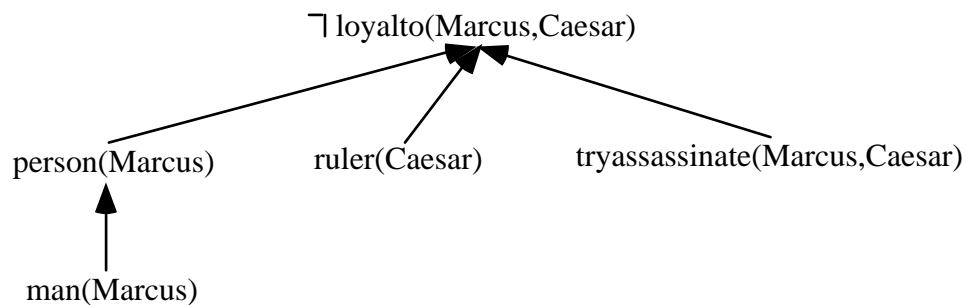 ¬ loyalto(Marcus,Caesar)
person(Marcus) ruler(Caesar) tryassassinate(Marcus,Caesar)
man(Marcus)